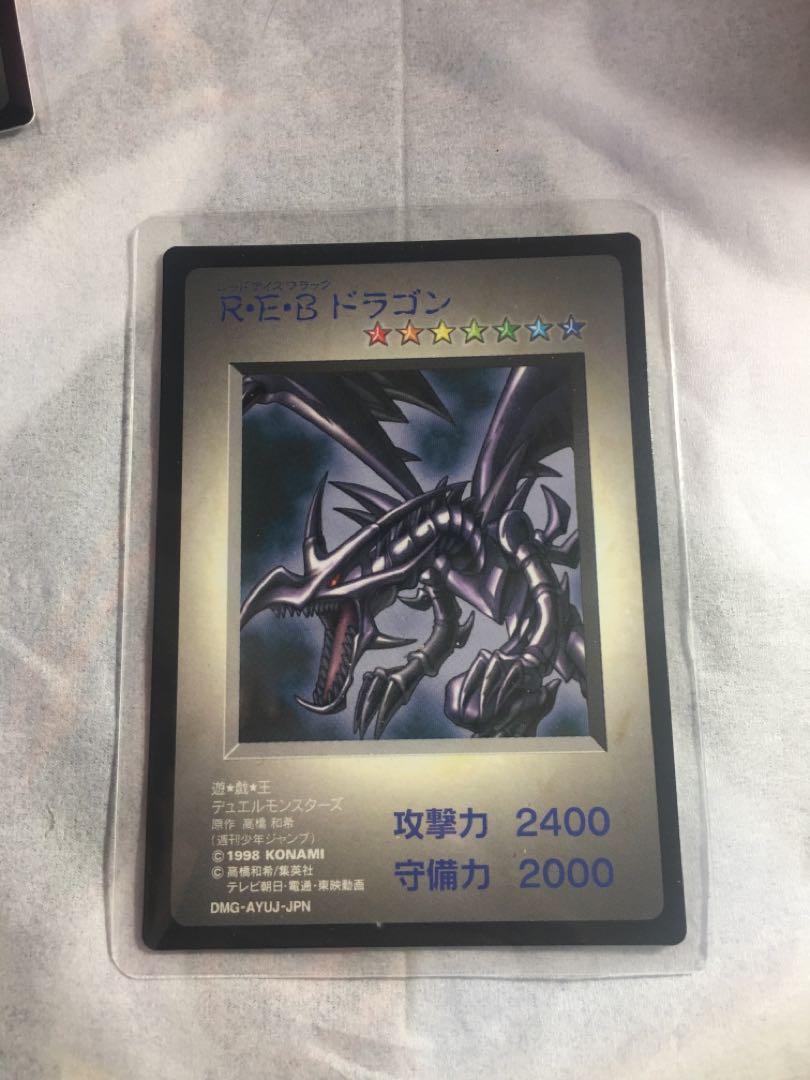 レッドアイズブラック
R・E・B ドラゴン
遊★戯★王
デュエルモンスターズ
原作 高橋 和希
(週刊少年ジャンプ)
© 1998 KONAMI
© 高橋和希/集英社
テレビ朝日・電通・東映動画
DMG-AYUJ-JPN
攻撃力 2400
守備力 2000